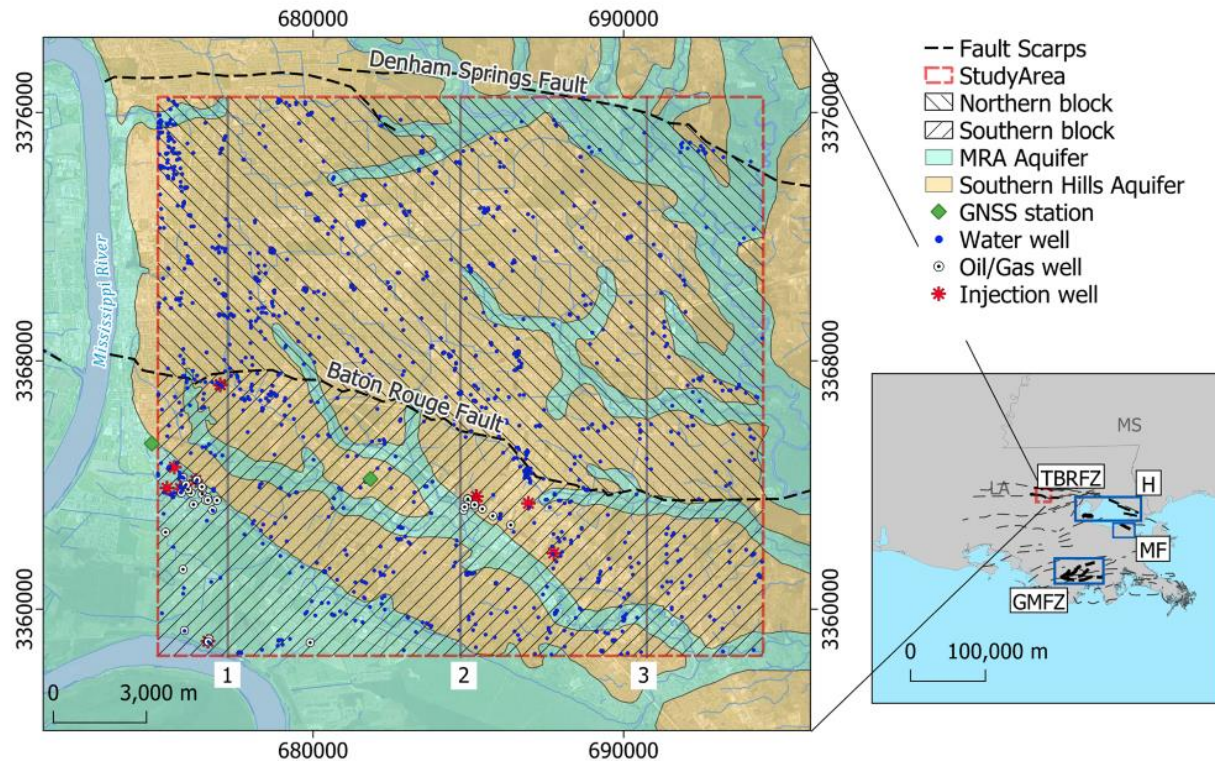 680000
690000
Denham Springs Fault
3376000
3376000
Mississippi River
3368000
3368000
Baton Rouge Fault
3360000
3360000
1
2
3
0
3,000 m
680000
690000
Fault Scarps
StudyArea
Northern block
Southern block
MRA Aquifer
Southern Hills Aquifer
GNSS station
Water well
Oil/Gas well
Injection well
MS
TBRFZ
H
LA
MF
GMFZ
0
100,000 m